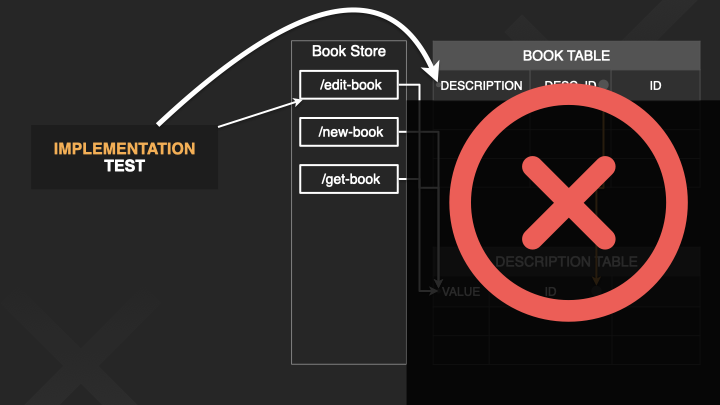 Book Store
/edit-book
/new-book
/get-book
IMPLEMENTATION
TEST
BOOK TABLE
DESCRIPTION
DESC_ID
ID
DESCRIPTION TABLE
VALUE
ID